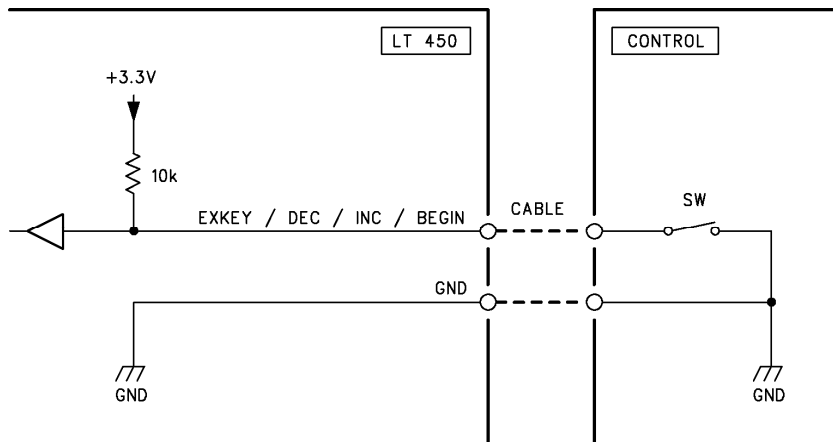 LT 450
CONTROL
+3.3V
10k
EXKEY / DEC / INC / BEGIN
CABLE
SW
GND
GND
GND